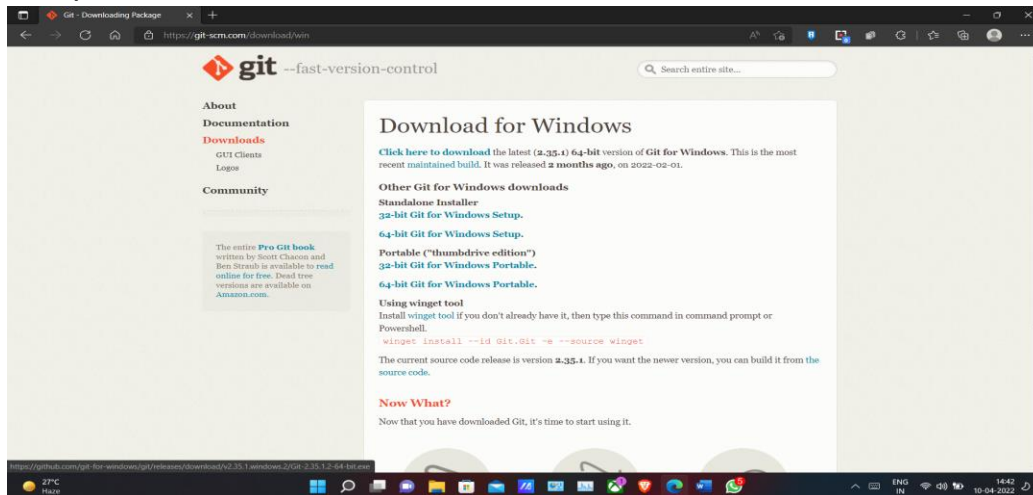 Git - Downloading Package
https://git-scm.com/download/win
git --fast-version-control
Search entire site...
About
Documentation
Downloads
GUI Clients
Logos
Community
The entire Pro Git book
written by Scott Chacon and
Ben Straub is available to read
online for free. Dead tree
versions are available on
Amazon.com.
Download for Windows
Click here to download the latest (2.35.1) 64-bit version of Git for Windows. This is the most
recent maintained build. It was released 2 months ago, on 2022-02-01.
Other Git for Windows downloads
Standalone Installer
32-bit Git for Windows Setup.
64-bit Git for Windows Setup.
Portable ("thumbdrive edition")
32-bit Git for Windows Portable.
64-bit Git for Windows Portable.
Using winget tool
Install winget tool if you don't already have it, then type this command in command prompt or
Powershell.
winget install --id Git.Git -e --source winget
The current source code release is version 2.35.1. If you want the newer version, you can build it from the
source code.
Now What?
Now that you have downloaded Git, it's time to start using it.
https://github.com/git-for-windows/git/releases/download/v2.35.1.windows.2/Git-2.35.1.2-64-bit.exe
27°C
Haze
ENG
IN
14:42
10-04-2022